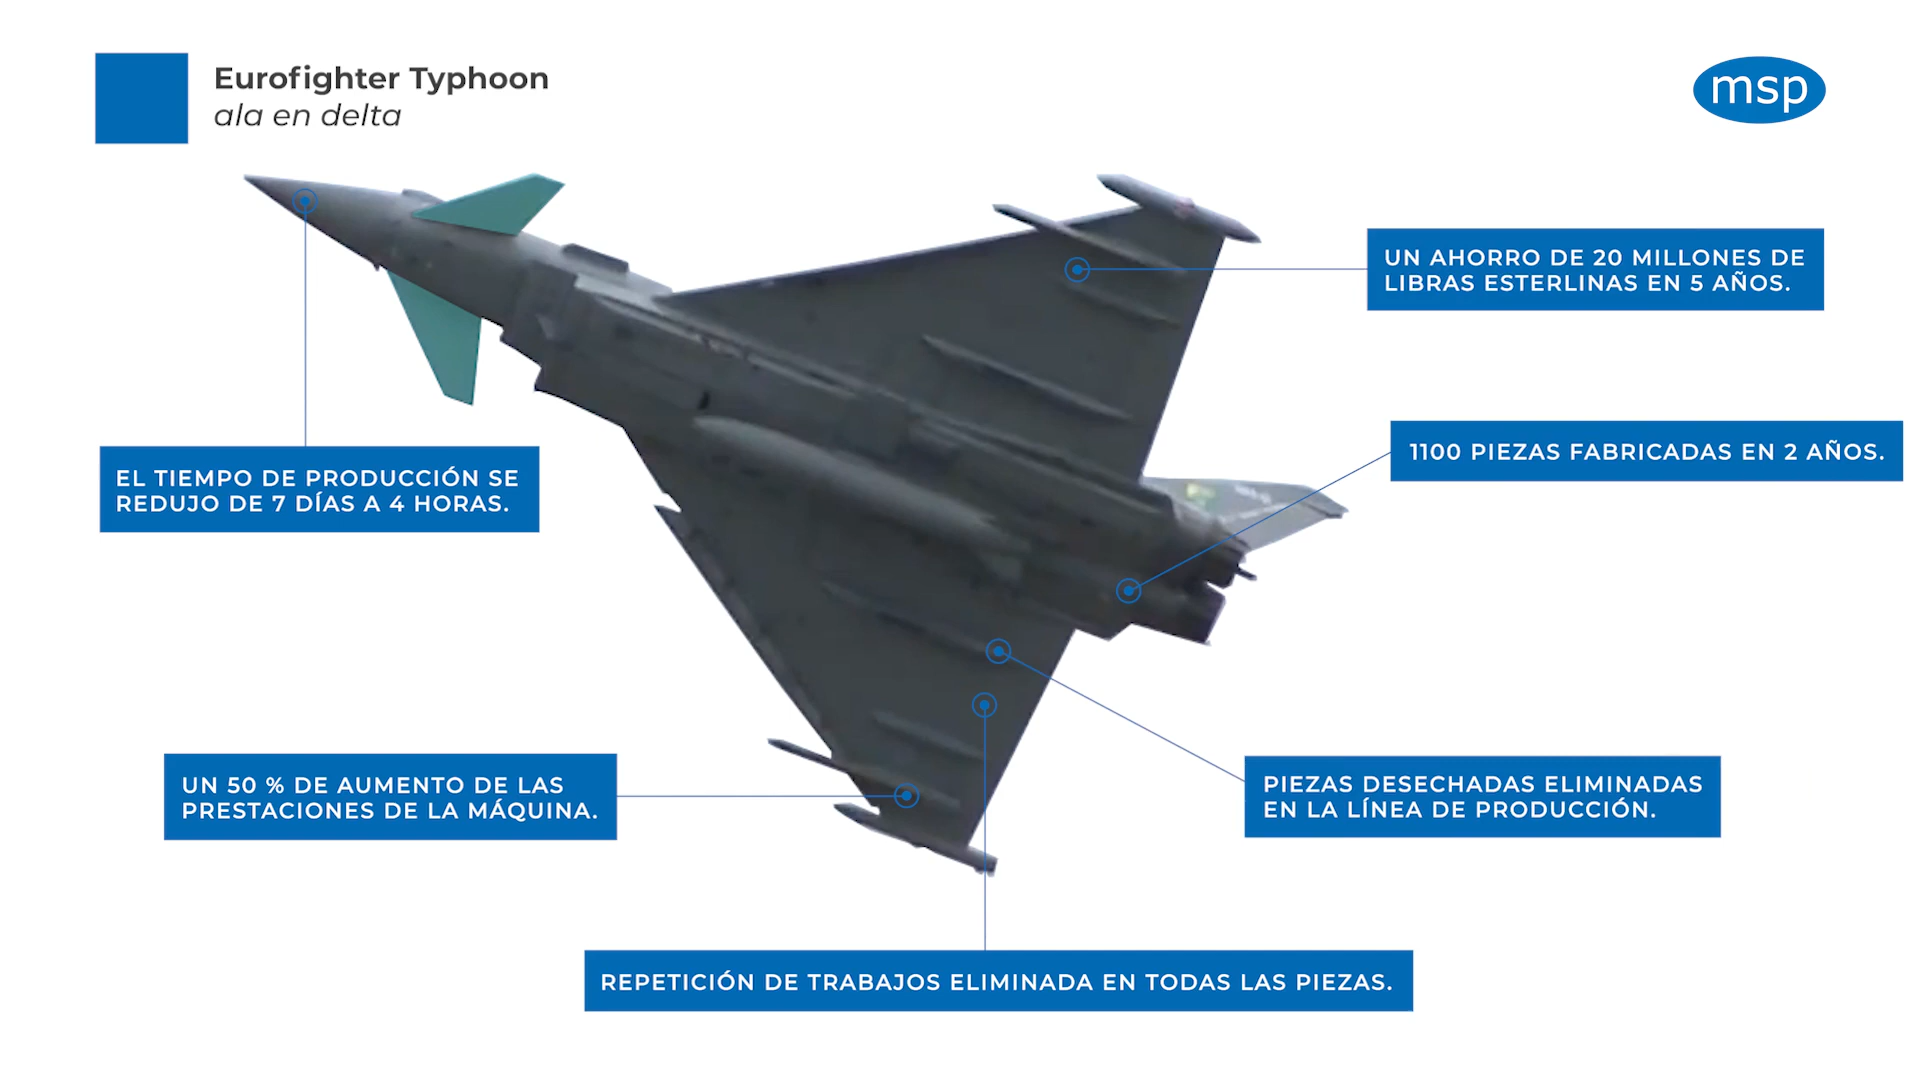 Eurofighter Typhoon
ala en delta
msp
UN AHORRO DE 20 MILLONES DE
LIBRAS ESTERLINAS EN 5 AÑOS.
1100 PIEZAS FABRICADAS EN 2 AÑOS.
EL TIEMPO DE PRODUCCIÓN SE
REDUJO DE 7 DÍAS A 4 HORAS.
UN 50 % DE AUMENTO DE LAS
PRESTACIONES DE LA MÁQUINA.
PIEZAS DESECHADAS ELIMINADAS
EN LA LÍNEA DE PRODUCCIÓN.
REPETICIÓN DE TRABAJOS ELIMINADA EN TODAS LAS PIEZAS.